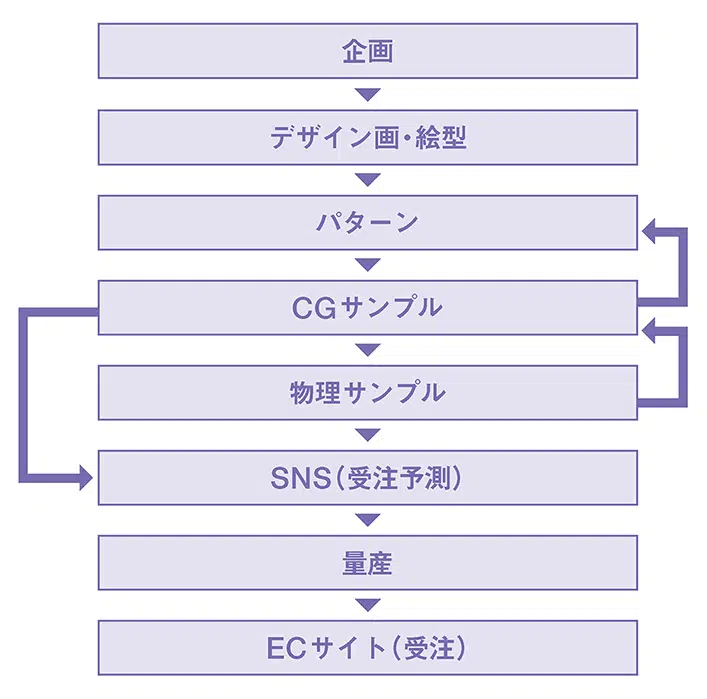 企画
デザイン画・絵型
パターン
CGサンプル
物理サンプル
SNS（受注予測）
量産
ECサイト（受注）